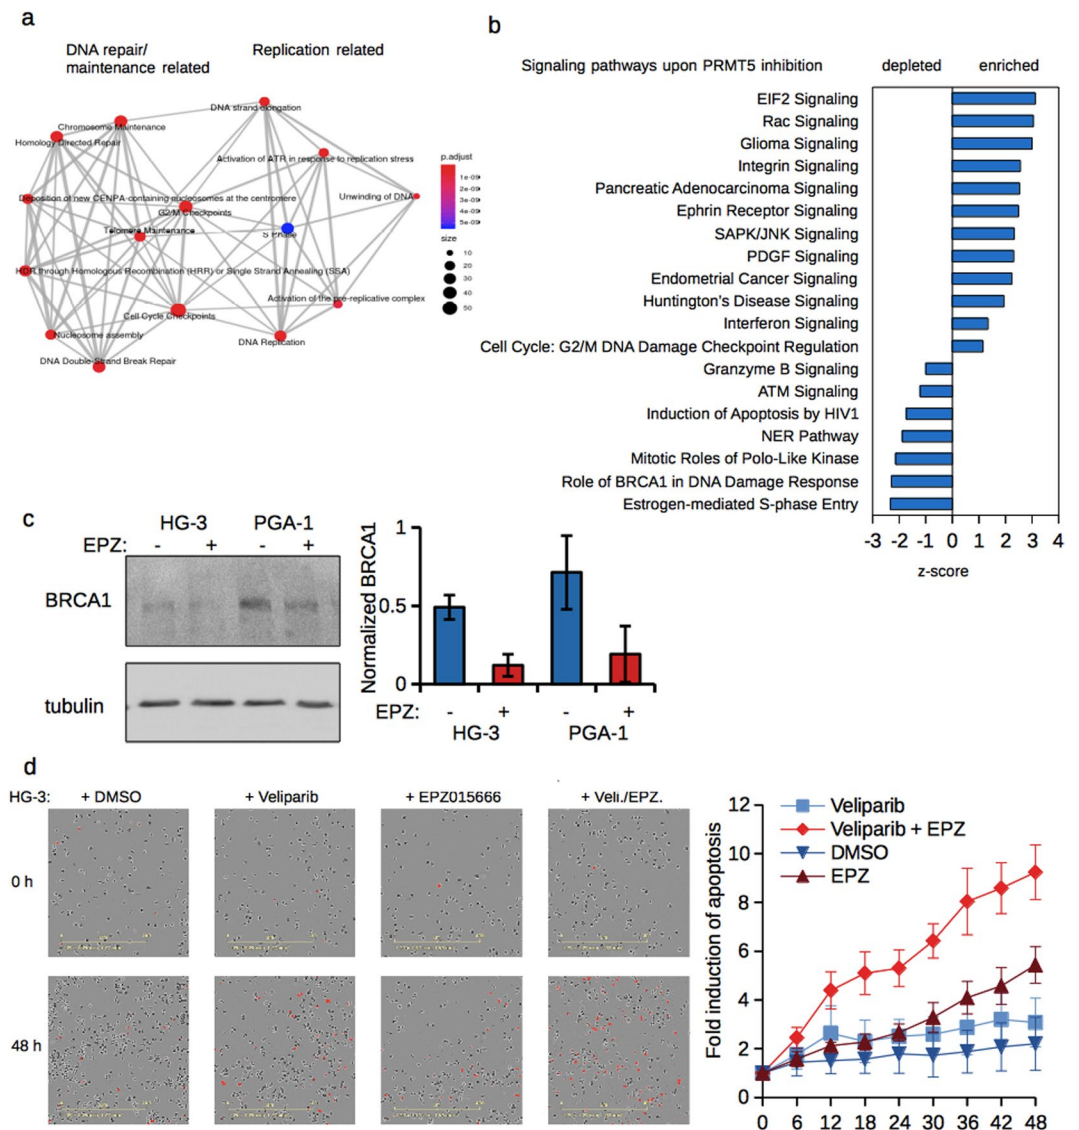 a
DNA repair/
maintenance related
Replication related
DNA strand elongation
Chromosome Maintenance
Homology Directed Repair
Activation of ATR in response to replication stress
Deposition of new CENPA-containing nucleosomes at the centromere
Unwinding of DNA
G2/M Checkpoints
Telomere Maintenance
S Phase
HDR through Homologous Recombination (HRR) or Single Strand Annealing (SSA)
Activation of the pre-replicative complex
Cell Cycle Checkpoints
Nucleosome assembly
DNA Replication
DNA Double-Strand Break Repair
p.adjust
1e-09
2e-09
3e-09
4e-09
5e-09
size
10
20
30
40
50
b
Signaling pathways upon PRMT5 inhibition
depleted
enriched
EIF2 Signaling
Rac Signaling
Glioma Signaling
Integrin Signaling
Pancreatic Adenocarcinoma Signaling
Ephrin Receptor Signaling
SAPK/JNK Signaling
PDGF Signaling
Endometrial Cancer Signaling
Huntington's Disease Signaling
Interferon Signaling
Cell Cycle: G2/M DNA Damage Checkpoint Regulation
Granzyme B Signaling
ATM Signaling
Induction of Apoptosis by HIV1
NER Pathway
Mitotic Roles of Polo-Like Kinase
Role of BRCA1 in DNA Damage Response
Estrogen-mediated S-phase Entry
-3 -2 -1 0 1 2 3 4
z-score
c
HG-3 PGA-1
EPZ: - + - +
BRCA1
tubulin
Normalized BRCA1
1
0.5
0
EPZ: - + - +
HG-3 PGA-1
d
HG-3: + DMSO + Veliparib + EPZ015666 + Veli./EPZ.
0 h
48 h
Fold induction of apoptosis
12
10
8
6
4
2
0
Veliparib
Veliparib + EPZ
DMSO
EPZ
0 6 12 18 24 30 36 42 48